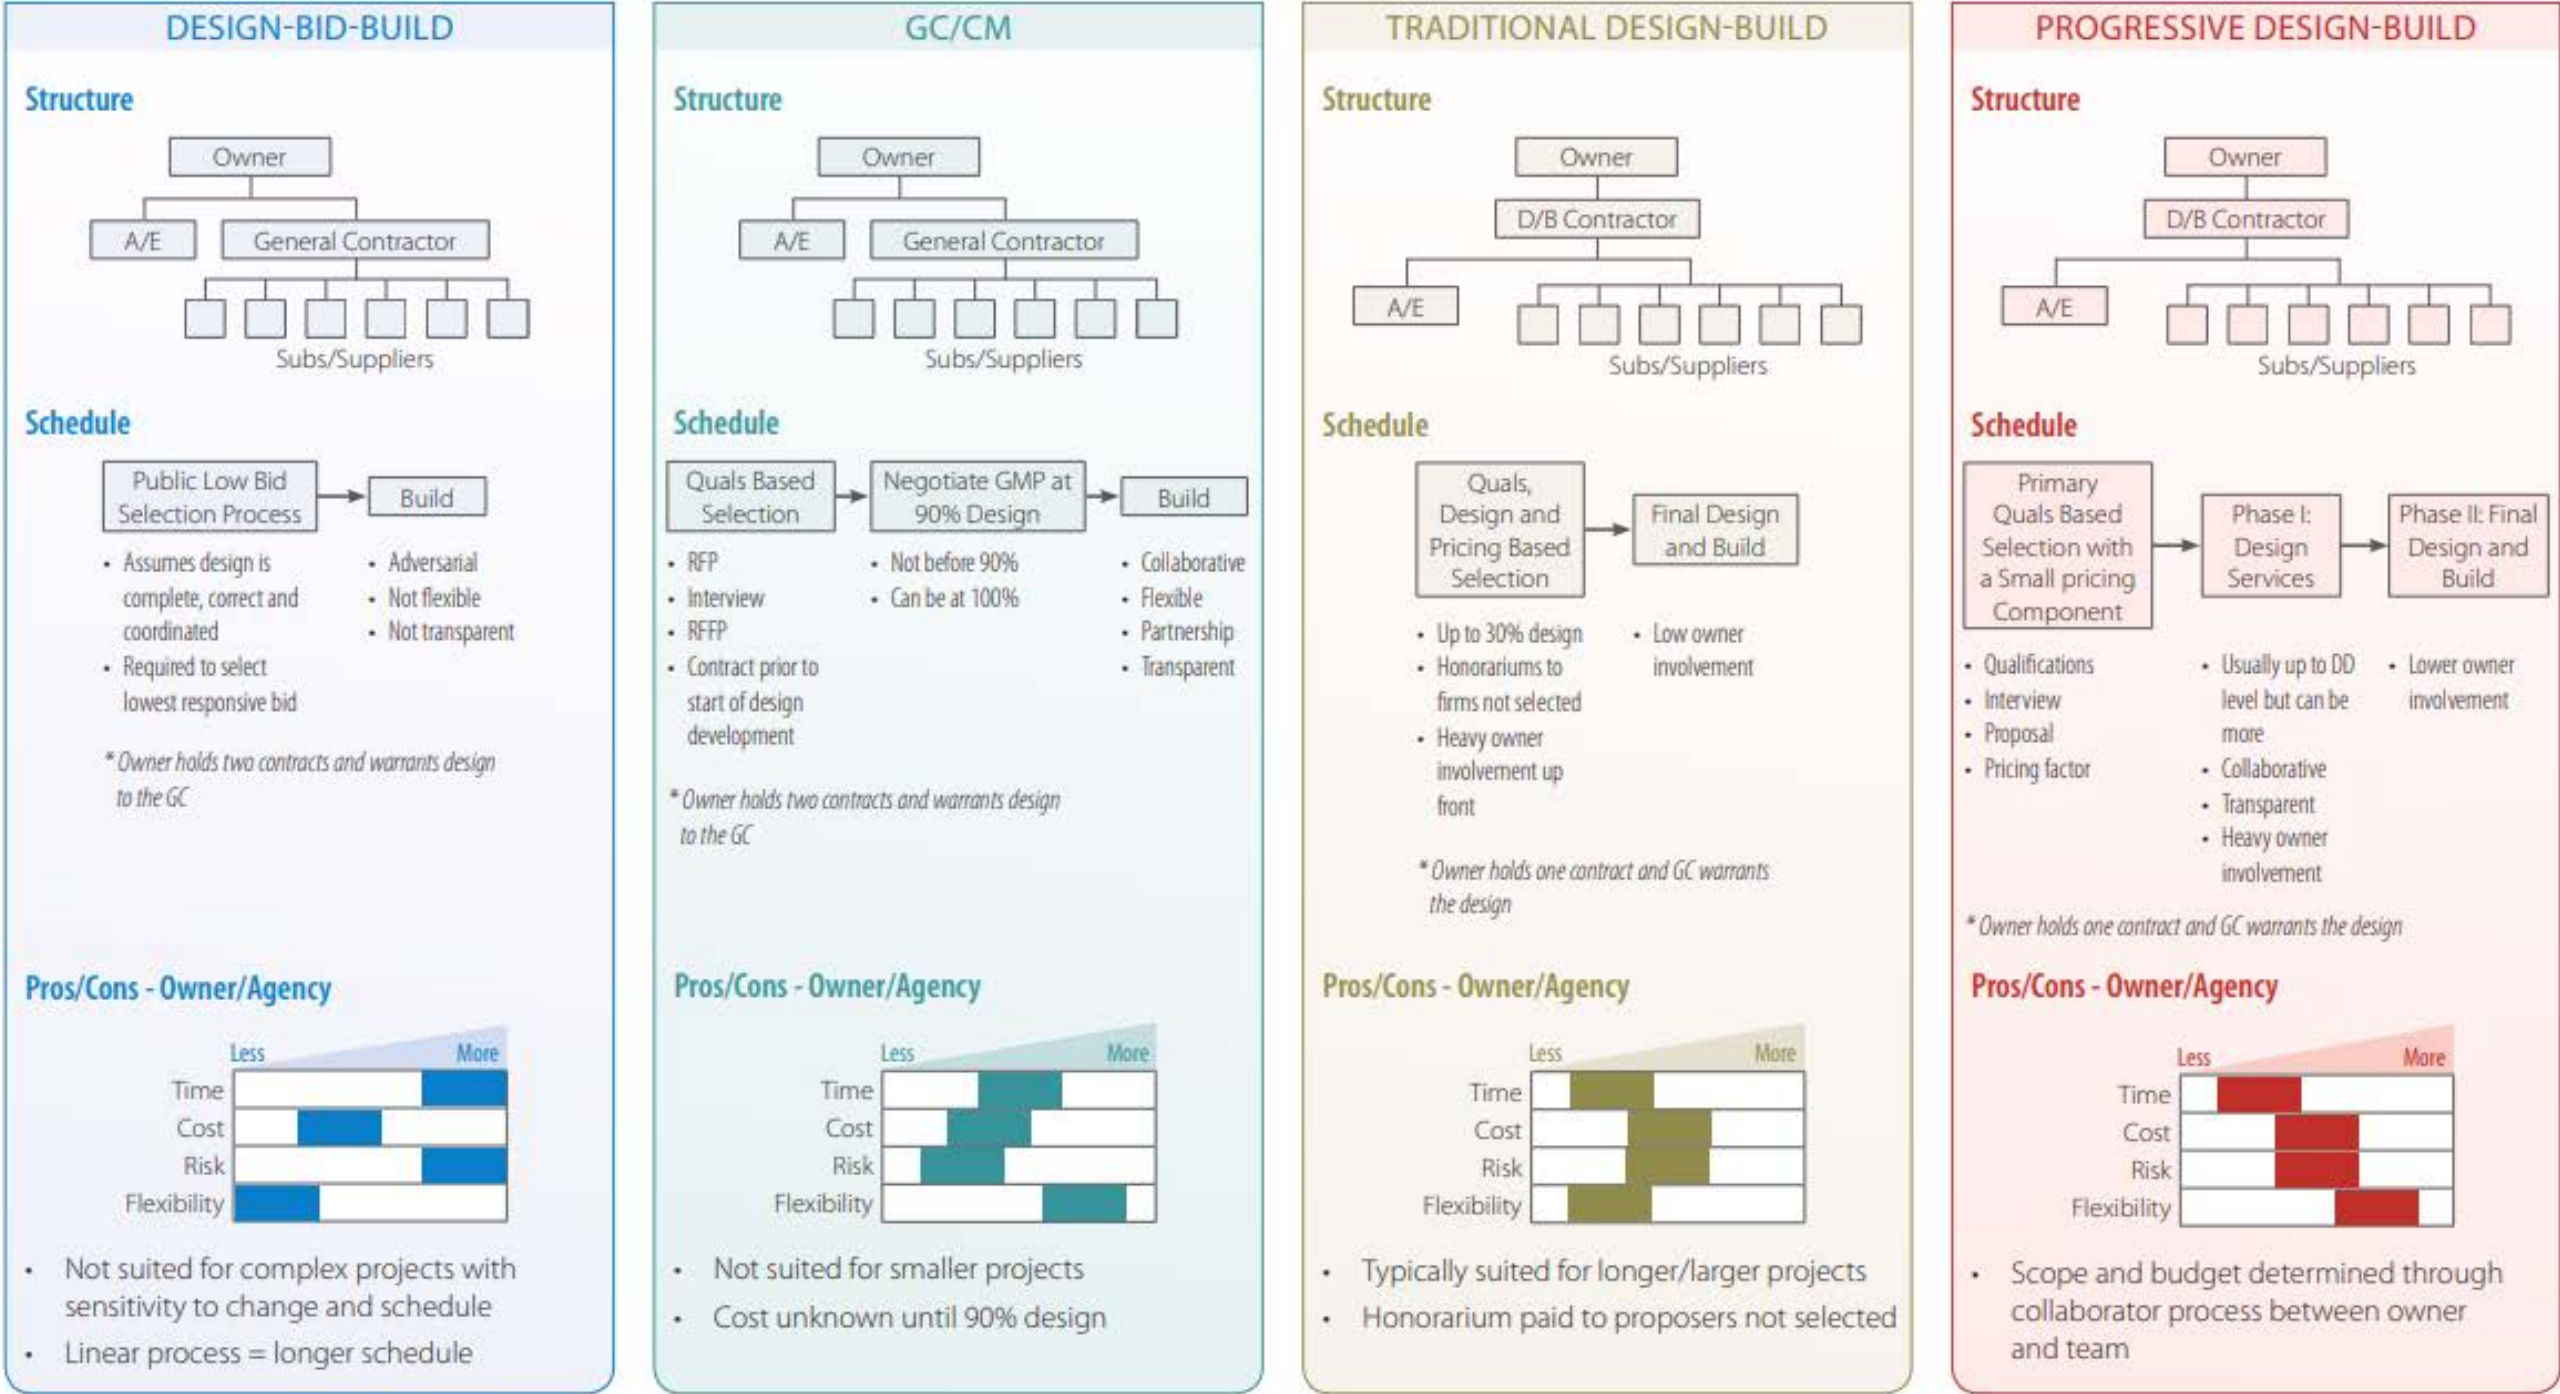 DESIGN-BID-BUILD
Structure
Owner
A/E
General Contractor
Subs/Suppliers
Schedule
Public Low Bid
Selection Process
Build
• Assumes design is
complete, correct and
coordinated
• Required to select
lowest responsive bid
• Adversarial
• Not flexible
• Not transparent
* Owner holds two contracts and warrants design
to the GC
Pros/Cons - Owner/Agency
Less
More
Time
Cost
Risk
Flexibility
• Not suited for complex projects with
sensitivity to change and schedule
• Linear process = longer schedule
GC/CM
Structure
Owner
A/E
General Contractor
Subs/Suppliers
Schedule
Quals Based
Selection
Negotiate GMP at
90% Design
Build
• RFP
• Interview
• RFFP
• Contract prior to
start of design
development
• Not before 90%
• Can be at 100%
• Collaborative
• Flexible
• Partnership
• Transparent
* Owner holds two contracts and warrants design
to the GC
Pros/Cons - Owner/Agency
Less
More
Time
Cost
Risk
Flexibility
• Not suited for smaller projects
• Cost unknown until 90% design
TRADITIONAL DESIGN-BUILD
Structure
Owner
D/B Contractor
A/E
Subs/Suppliers
Schedule
Quals,
Design and
Pricing Based
Selection
Final Design
and Build
• Up to 30% design
• Honorariums to
firms not selected
• Heavy owner
involvement up
front
• Low owner
involvement
* Owner holds one contract and GC warrants
the design
Pros/Cons - Owner/Agency
Less
More
Time
Cost
Risk
Flexibility
• Typically suited for longer/larger projects
• Honorarium paid to proposers not selected
PROGRESSIVE DESIGN-BUILD
Structure
Owner
D/B Contractor
A/E
Subs/Suppliers
Schedule
Primary
Quals Based
Selection with
a Small pricing
Component
Phase I:
Design
Services
Phase II: Final
Design and
Build
• Qualifications
• Interview
• Proposal
• Pricing factor
• Usually up to DD
level but can be
more
• Collaborative
• Transparent
• Heavy owner
involvement
• Lower owner
involvement
* Owner holds one contract and GC warrants the design
Pros/Cons - Owner/Agency
Less
More
Time
Cost
Risk
Flexibility
• Scope and budget determined through
collaborator process between owner
and team